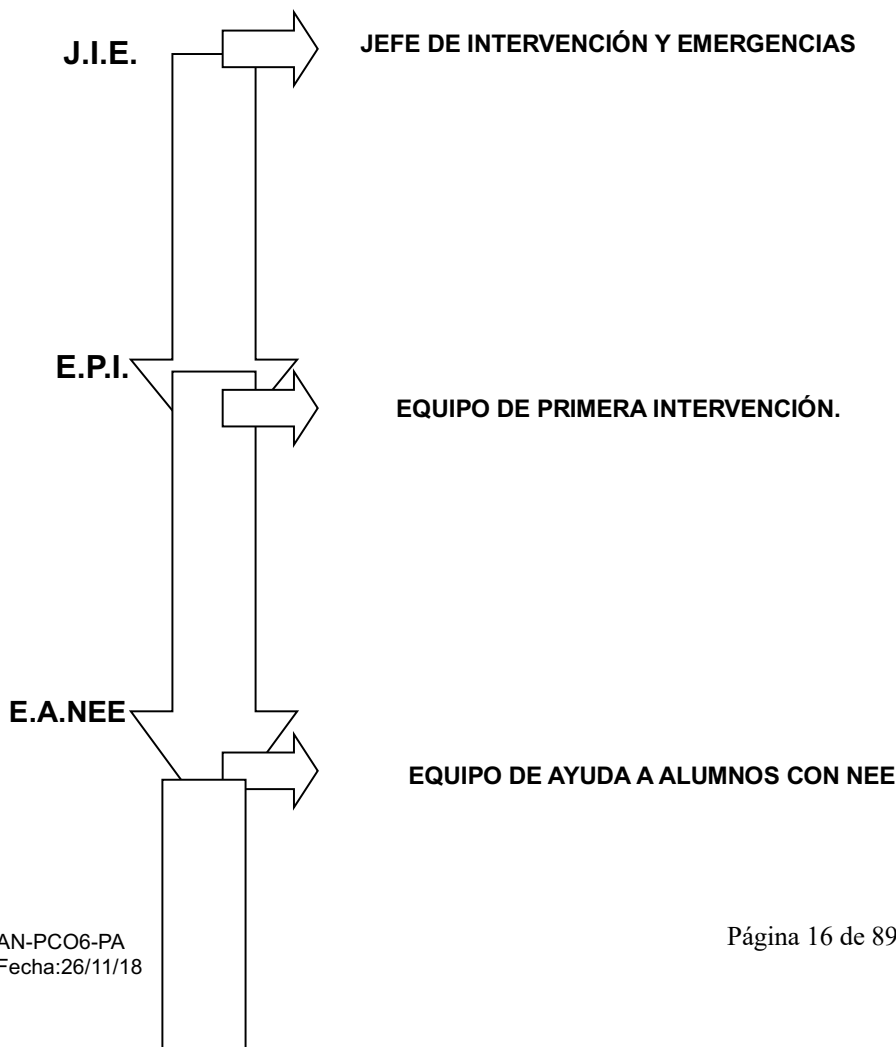 J.I.E.
JEFE DE INTERVENCIÓN Y EMERGENCIAS
E.P.I.
EQUIPO DE PRIMERA INTERVENCIÓN.
E.A.NEE
EQUIPO DE AYUDA A ALUMNOS CON NEE
AN-PCO6-PA
Fecha:26/11/18
Página 16 de 89